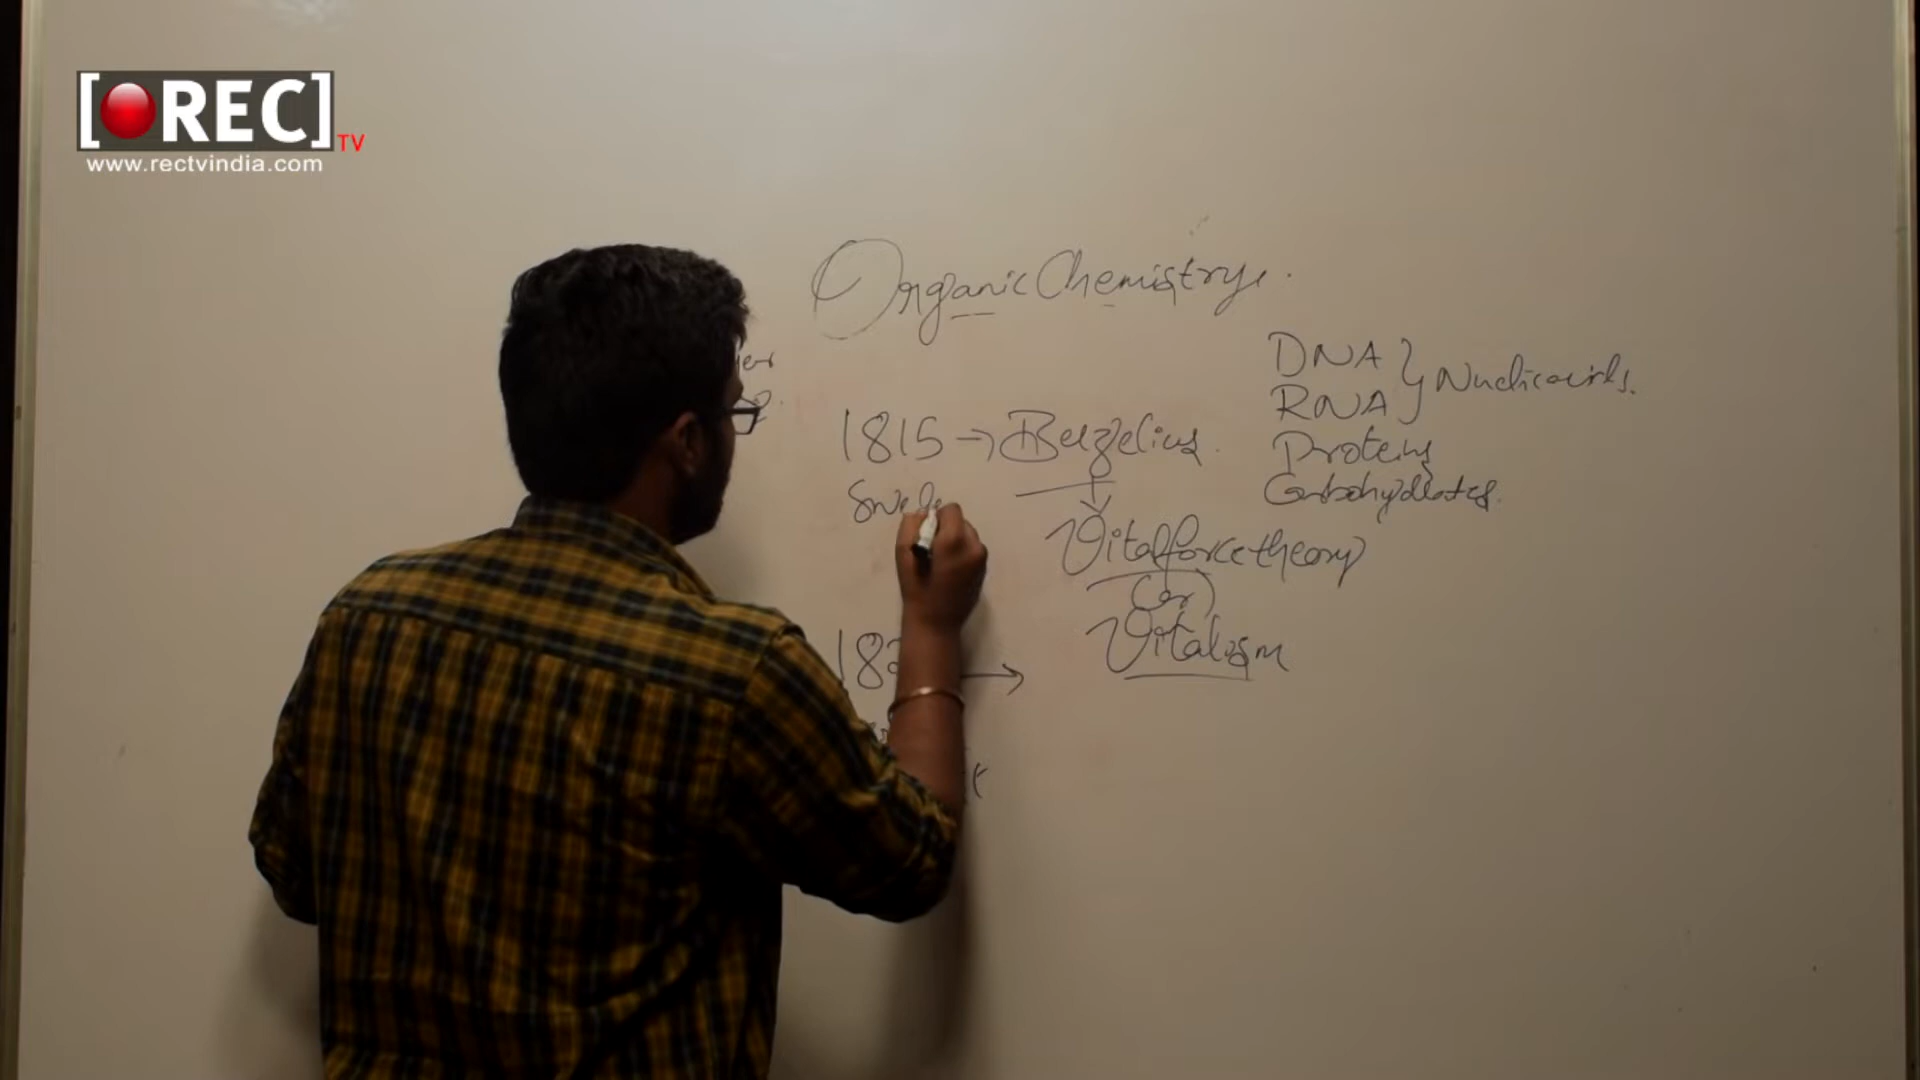 [REC]
TV
www.rectvindia.com
Organic Chemistry.
DNA
RNA
} Nucleic acids.
1815 → Berzelius.
Proteins
Carbohydrates.
Vital force theory
(or)
Vitalism